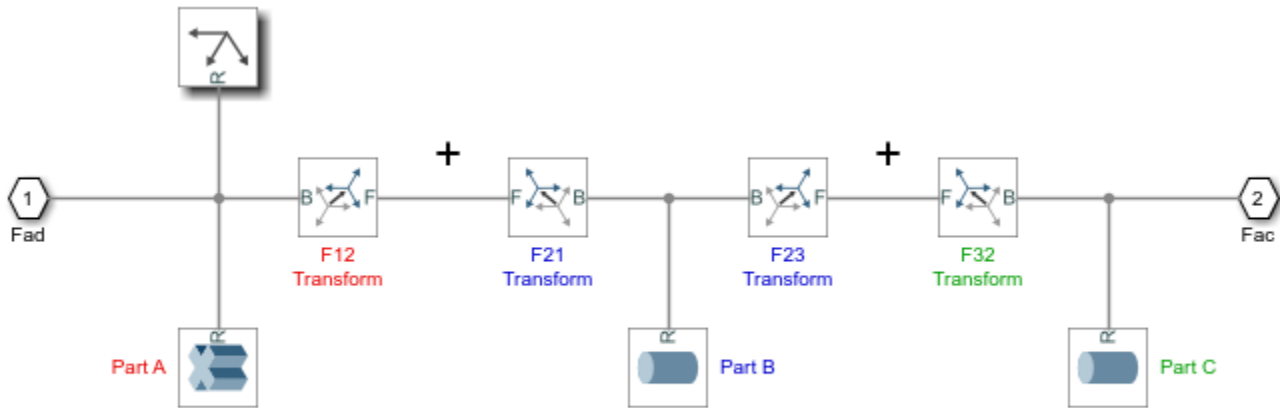 R
+
+
1
B
F
F
B
B
F
F
B
2
Fad
F12
Transform
F21
Transform
F23
Transform
F32
Transform
Fac
R
R
R
Part A
Part B
Part C